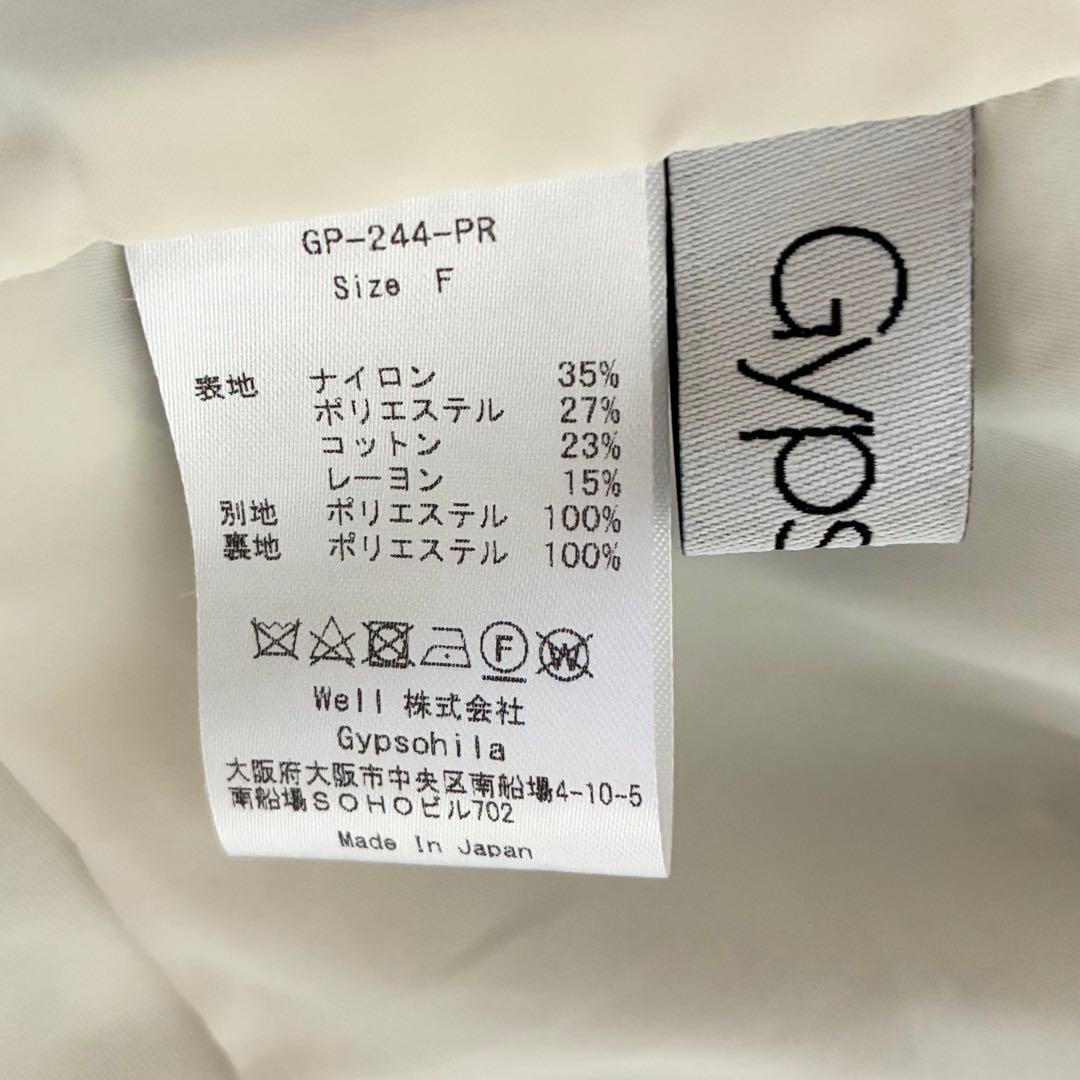 GP-244-PR
Size F
表地 ナイロン 35%
ポリエステル 27%
コットン 23%
レーヨン 15%
別地 ポリエステル 100%
裏地 ポリエステル 100%
F W
Well 株式会社
Gypsohila
大阪府大阪市中央区南船場4-10-5
南船場SOHOビル702
Made In Japan
Gyps